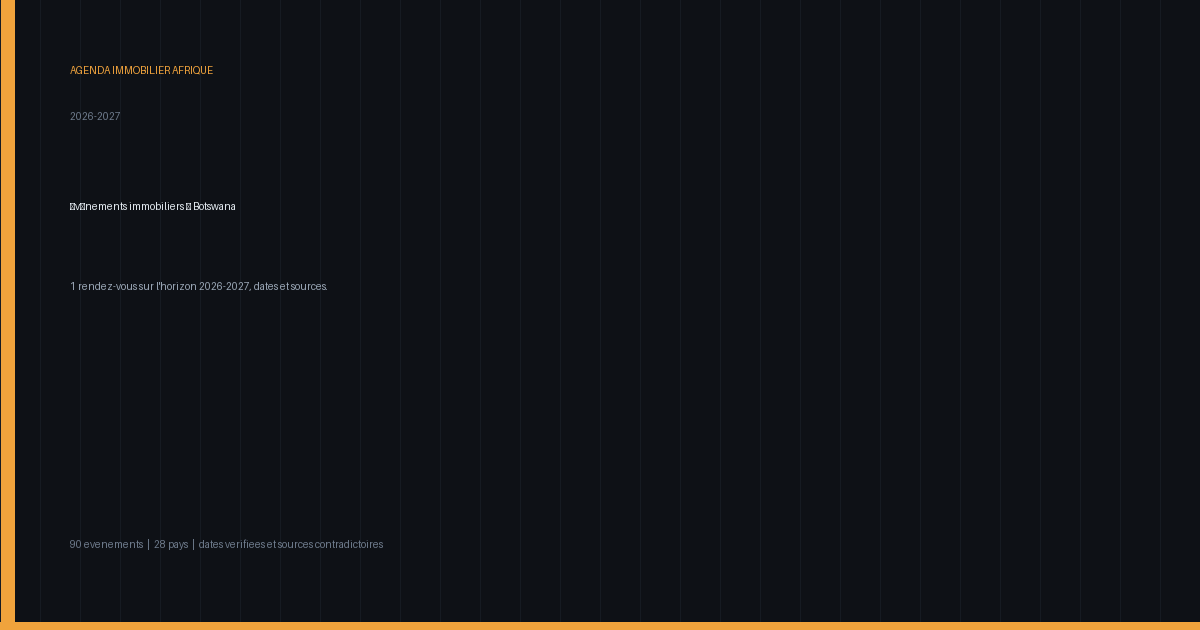 AGENDA IMMOBILIER AFRIQUE
2026-2027
immobiliers Botswana
1 rendez-vous sur l'horizon 2026-2027, dates et sources.
90 evenements | 28 pays | dates verifiees et sources contradictoires